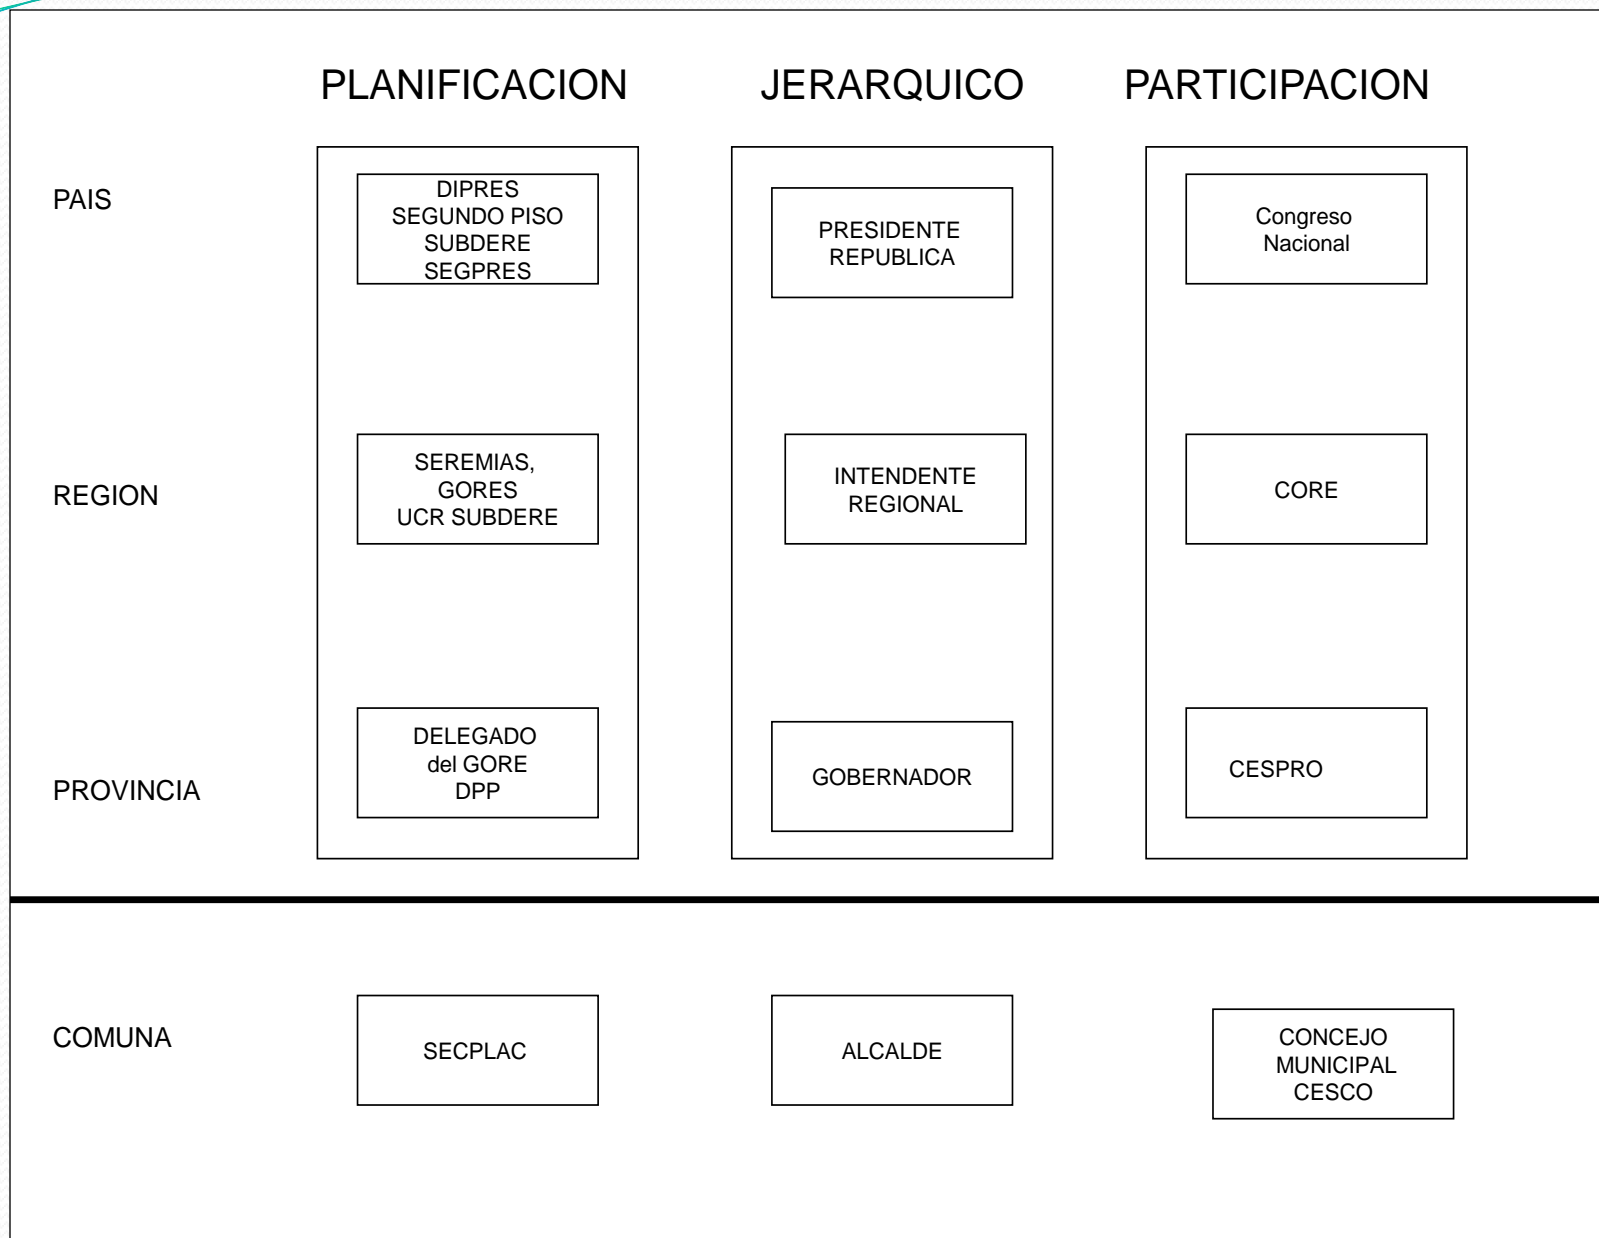 PLANIFICACION
JERARQUICO
PARTICIPACION
PAIS
DIPRES
SEGUNDO PISO
SUBDERE
SEGPRES
PRESIDENTE
REPUBLICA
Congreso
Nacional
REGION
SEREMIAS,
GORES
UCR SUBDERE
INTENDENTE
REGIONAL
CORE
PROVINCIA
DELEGADO
del GORE
DPP
GOBERNADOR
CESPRO
COMUNA
SECPLAC
ALCALDE
CONCEJO
MUNICIPAL
CESCO